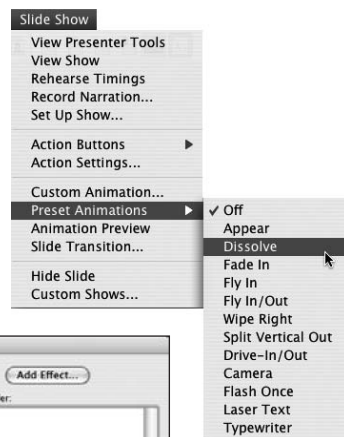 Slide Show
View Presenter Tools
View Show
Rehearse Timings
Record Narration...
Set Up Show...
Action Buttons
Action Settings...
Custom Animation...
Preset Animations
Animation Preview
Slide Transition...
Hide Slide
Custom Shows...
✓ Off
Appear
Dissolve
Fade In
Fly In
Fly In/Out
Wipe Right
Split Vertical Out
Drive-In/Out
Camera
Flash Once
Laser Text
Typewriter
Add Effect...
er: